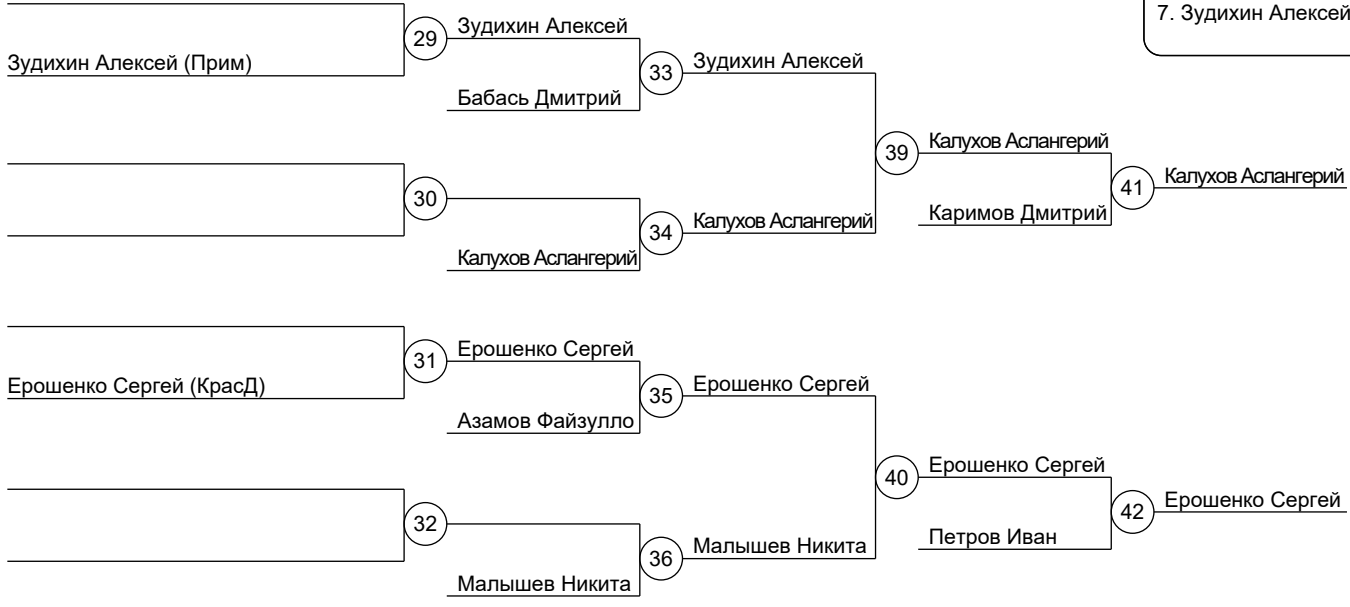 7. Зудихин Алексей
29
Зудихин Алексей
Зудихин Алексей (Прим)
33
Зудихин Алексей
Бабась Дмитрий
39
Калухов Аслангерий
30
41
Калухов Аслангерий
34
Калухов Аслангерий
Каримов Дмитрий
Калухов Аслангерий
31
Ерошенко Сергей
Ерошенко Сергей (КрасД)
35
Ерошенко Сергей
Азамов Файзулло
40
Ерошенко Сергей
32
42
Ерошенко Сергей
36
Малышев Никита
Петров Иван
Малышев Никита